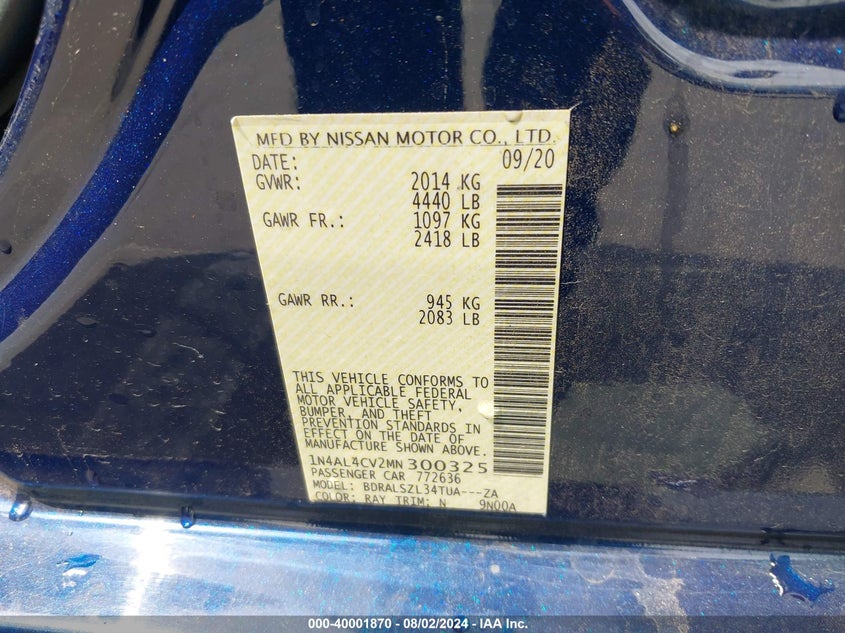 MFD BY NISSAN MOTOR CO., LTD.
DATE: 09/20
GVWR: 2014 KG
4440 LB
GAWR FR.: 1097 KG
2418 LB
GAWR RR.: 945 KG
2083 LB
THIS VEHICLE CONFORMS TO
ALL APPLICABLE FEDERAL
MOTOR VEHICLE SAFETY,
BUMPER, AND THEFT
PREVENTION STANDARDS IN
EFFECT ON THE DATE OF
MANUFACTURE SHOWN ABOVE.
1N4AL4CV2MN300325
PASSENGER CAR 772636
MODEL: BDRALSZL34TUA---ZA
COLOR: RAY TRIM: N 9N00A
000-40001870 - 08/02/2024 - IAA Inc.